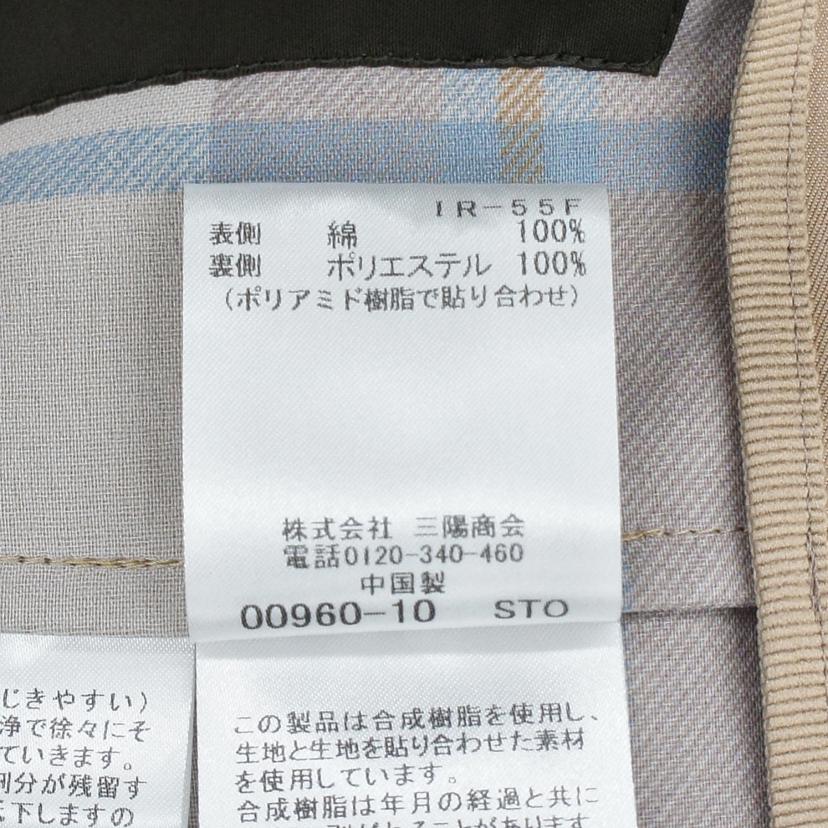 IR-55F
表側 綿 100%
裏側 ポリエステル 100%
(ポリアミド樹脂で貼り合わせ)
株式会社 三陽商会
電話0120-340-460
中国製
00960-10 STO
じきやすい)
浄で徐々にそ
ていきます。
剤分が残留す
下しますの
この製品は合成樹脂を使用し、
生地と生地を貼り合わせた素材
を使用しています。
合成樹脂は年月の経過と共に